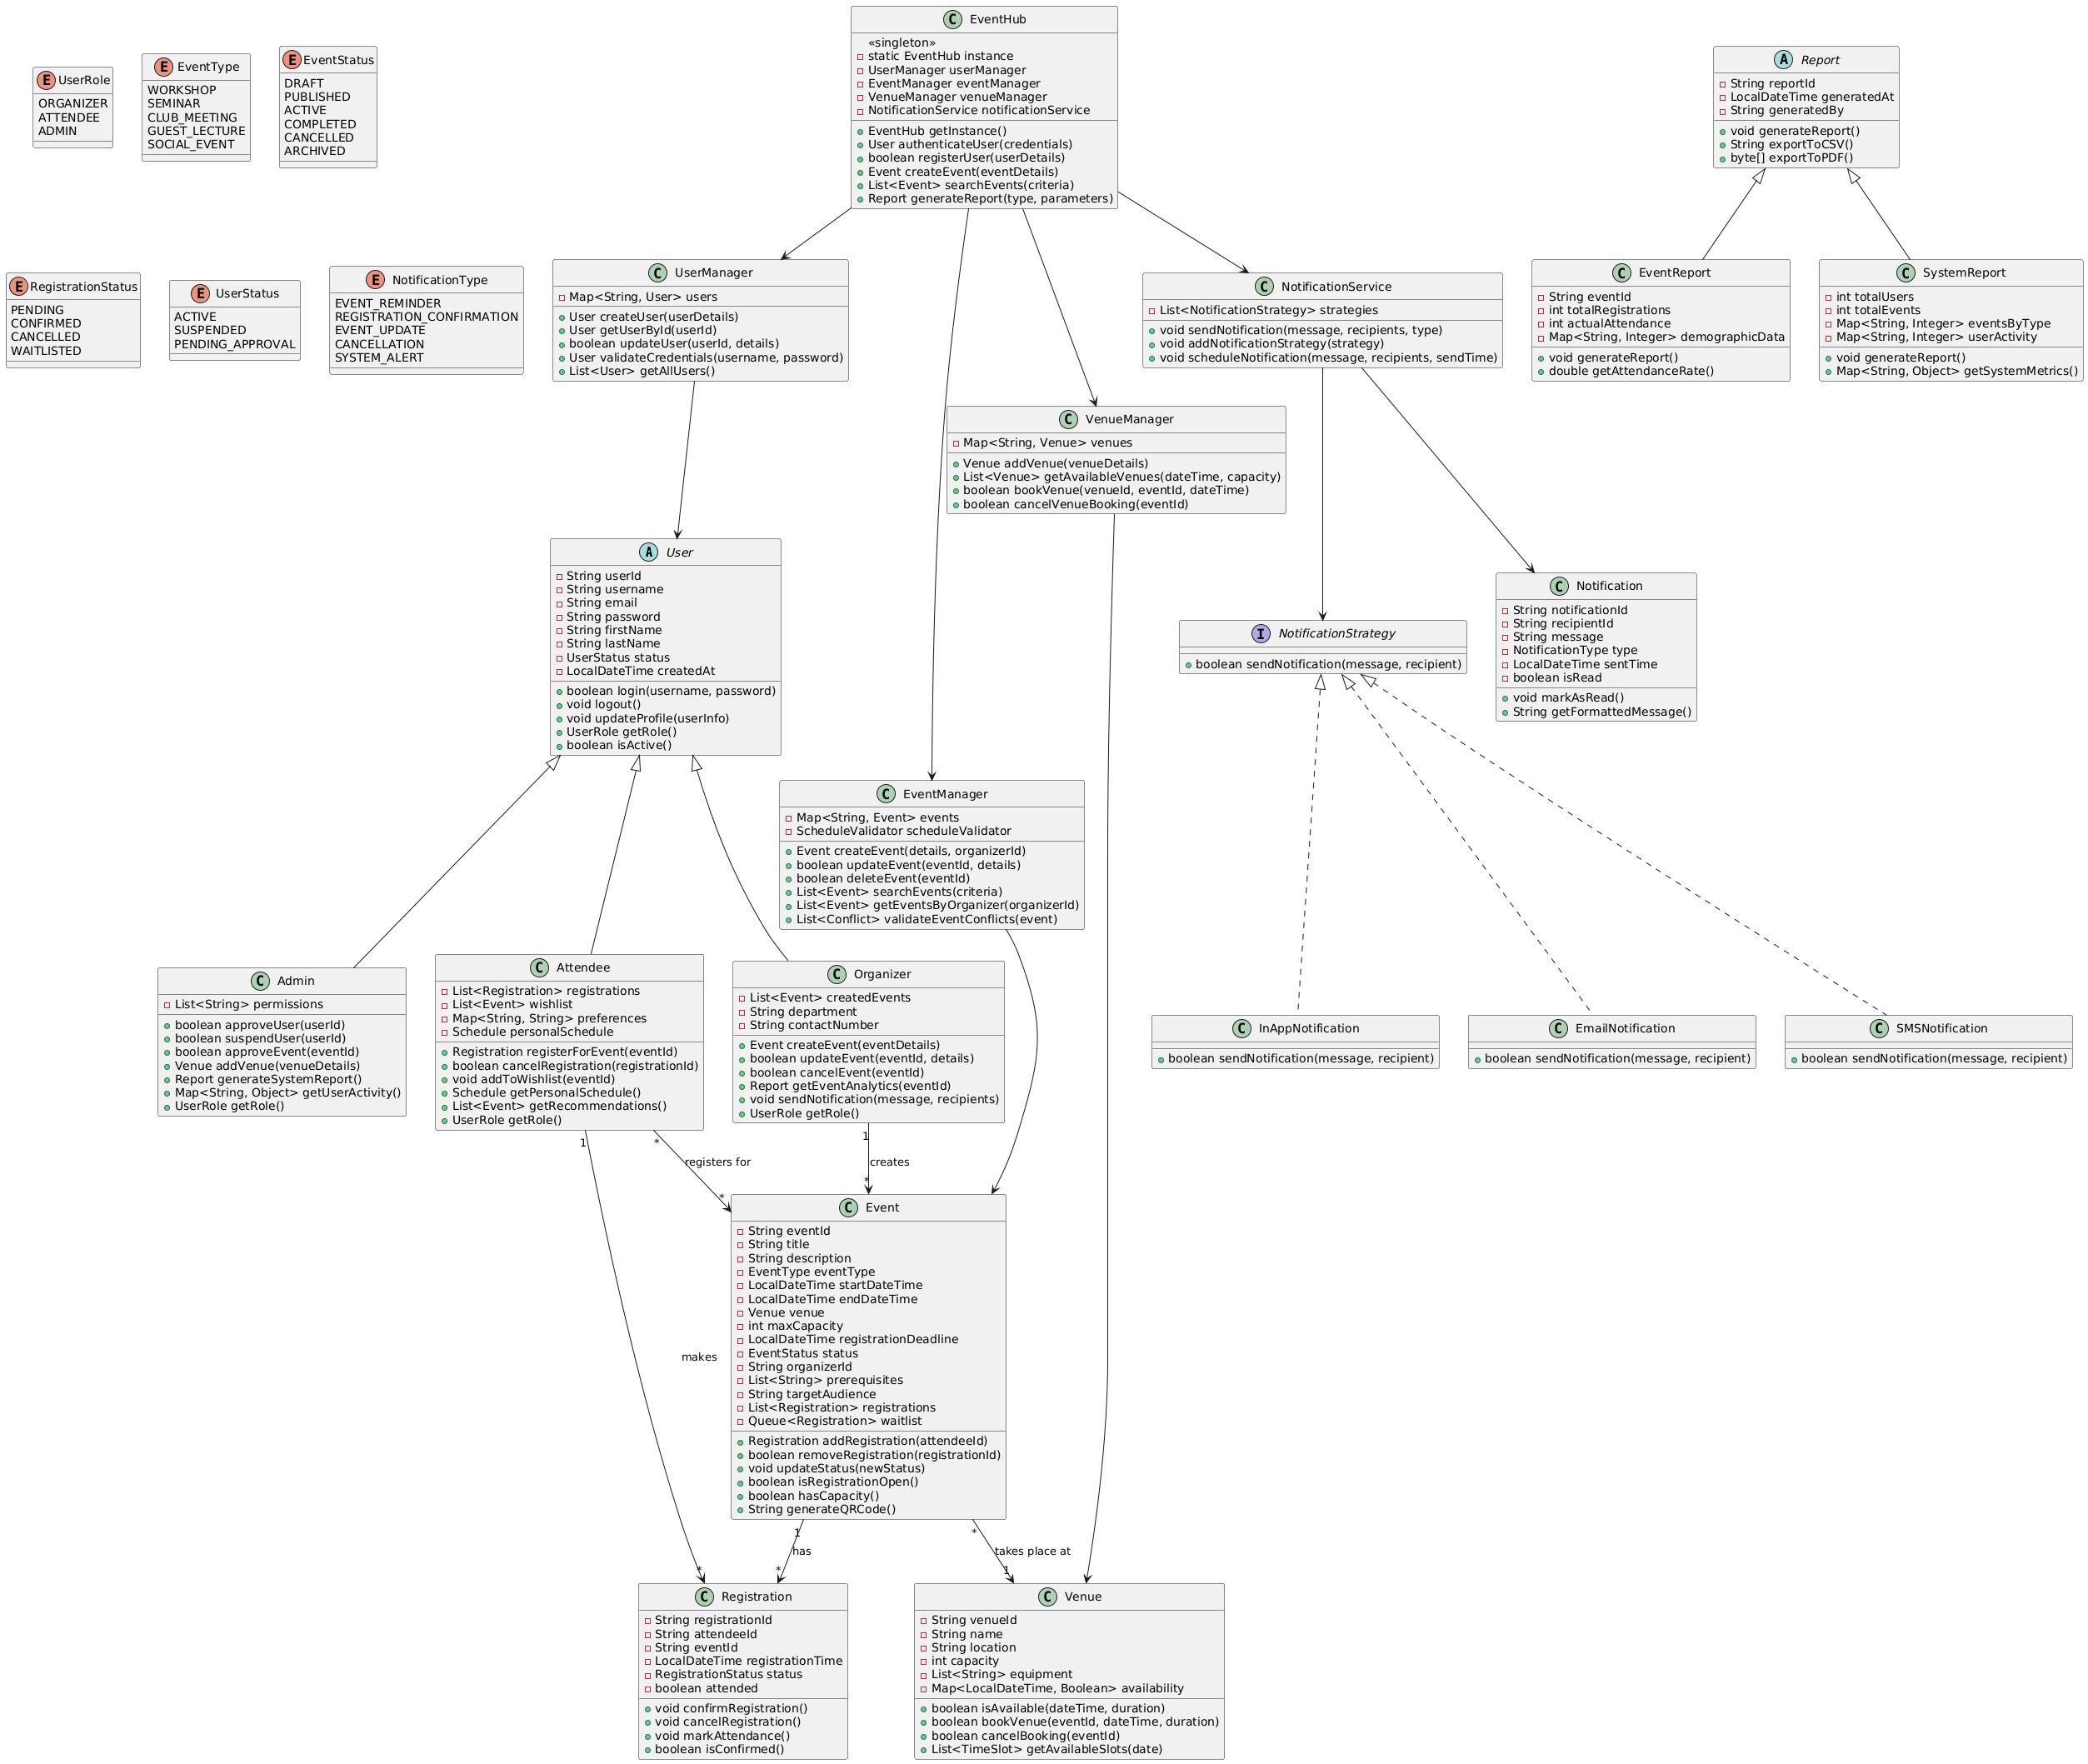 E UserRole
ORGANIZER
ATTENDEE
ADMIN
E EventType
WORKSHOP
SEMINAR
CLUB_MEETING
GUEST_LECTURE
SOCIAL_EVENT
E EventStatus
DRAFT
PUBLISHED
ACTIVE
COMPLETED
CANCELLED
ARCHIVED
C EventHub
«singleton»
static EventHub instance
UserManager userManager
EventManager eventManager
VenueManager venueManager
NotificationService notificationService
EventHub getInstance()
User authenticateUser(credentials)
boolean registerUser(userDetails)
Event createEvent(eventDetails)
List<Event> searchEvents(criteria)
Report generateReport(type, parameters)
A Report
String reportId
LocalDateTime generatedAt
String generatedBy
void generateReport()
String exportToCSV()
byte[] exportToPDF()
E RegistrationStatus
PENDING
CONFIRMED
CANCELLED
WAITLISTED
E UserStatus
ACTIVE
SUSPENDED
PENDING_APPROVAL
E NotificationType
EVENT_REMINDER
REGISTRATION_CONFIRMATION
EVENT_UPDATE
CANCELLATION
SYSTEM_ALERT
C UserManager
Map<String, User> users
User createUser(userDetails)
User getUserById(userId)
boolean updateUser(userId, details)
User validateCredentials(username, password)
List<User> getAllUsers()
C NotificationService
List<NotificationStrategy> strategies
void sendNotification(message, recipients, type)
void addNotificationStrategy(strategy)
void scheduleNotification(message, recipients, sendTime)
C EventReport
String eventId
int totalRegistrations
int actualAttendance
Map<String, Integer> demographicData
void generateReport()
double getAttendanceRate()
C SystemReport
int totalUsers
int totalEvents
Map<String, Integer> eventsByType
Map<String, Integer> userActivity
void generateReport()
Map<String, Object> getSystemMetrics()
C VenueManager
Map<String, Venue> venues
Venue addVenue(venueDetails)
List<Venue> getAvailableVenues(dateTime, capacity)
boolean bookVenue(venueId, eventId, dateTime)
boolean cancelVenueBooking(eventId)
A User
String userId
String username
String email
String password
String firstName
String lastName
UserStatus status
LocalDateTime createdAt
boolean login(username, password)
void logout()
void updateProfile(userInfo)
UserRole getRole()
boolean isActive()
I NotificationStrategy
boolean sendNotification(message, recipient)
C Notification
String notificationId
String recipientId
String message
NotificationType type
LocalDateTime sentTime
boolean isRead
void markAsRead()
String getFormattedMessage()
C EventManager
Map<String, Event> events
ScheduleValidator scheduleValidator
Event createEvent(details, organizerId)
boolean updateEvent(eventId, details)
boolean deleteEvent(eventId)
List<Event> searchEvents(criteria)
List<Event> getEventsByOrganizer(organizerId)
List<Conflict> validateEventConflicts(event)
C Admin
List<String> permissions
boolean approveUser(userId)
boolean suspendUser(userId)
boolean approveEvent(eventId)
Venue addVenue(venueDetails)
Report generateSystemReport()
Map<String, Object> getUserActivity()
UserRole getRole()
C Attendee
List<Registration> registrations
List<Event> wishlist
Map<String, String> preferences
Schedule personalSchedule
Registration registerForEvent(eventId)
boolean cancelRegistration(registrationId)
void addToWishlist(eventId)
Schedule getPersonalSchedule()
List<Event> getRecommendations()
UserRole getRole()
C Organizer
List<Event> createdEvents
String department
String contactNumber
Event createEvent(eventDetails)
boolean updateEvent(eventId, details)
boolean cancelEvent(eventId)
Report getEventAnalytics(eventId)
void sendNotification(message, recipients)
UserRole getRole()
C InAppNotification
boolean sendNotification(message, recipient)
C EmailNotification
boolean sendNotification(message, recipient)
C SMSNotification
boolean sendNotification(message, recipient)
1
*
registers for
*
1
creates
*
C Event
String eventId
String title
String description
EventType eventType
LocalDateTime startDateTime
LocalDateTime endDateTime
Venue venue
int maxCapacity
LocalDateTime registrationDeadline
EventStatus status
String organizerId
List<String> prerequisites
String targetAudience
List<Registration> registrations
Queue<Registration> waitlist
Registration addRegistration(attendeeId)
boolean removeRegistration(registrationId)
void updateStatus(newStatus)
boolean isRegistrationOpen()
boolean hasCapacity()
String generateQRCode()
makes
*
1
has
*
*
takes place at
1
C Registration
String registrationId
String attendeeId
String eventId
LocalDateTime registrationTime
RegistrationStatus status
boolean attended
void confirmRegistration()
void cancelRegistration()
void markAttendance()
boolean isConfirmed()
C Venue
String venueId
String name
String location
int capacity
List<String> equipment
Map<LocalDateTime, Boolean> availability
boolean isAvailable(dateTime, duration)
boolean bookVenue(eventId, dateTime, duration)
boolean cancelBooking(eventId)
List<TimeSlot> getAvailableSlots(date)